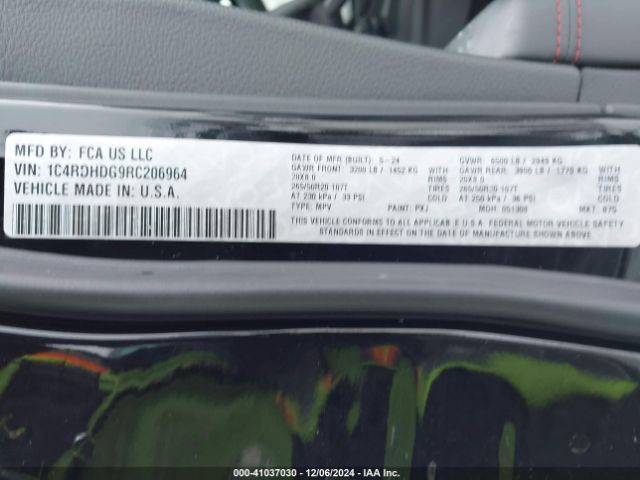 MFD BY: FCA US LLC
VIN: 1C4RDHDG9RC206964
VEHICLE MADE IN U.S.A.
DATE OF MFR (BUILT): 5-24
GVWR 6500 LB / 2949 KG
GAWR FRONT: 3200 LB / 1452 KG WITH
GAWR REAR: 3900 LB / 1770 KG WITH
20X8.0 RIMS
20X8.0 RIMS
265/50R20 107T TIRES
265/50R20 107T TIRES
AT 230 kPa / 33 PSI COLD
AT 250 kPa / 36 PSI COLD
TYPE: MPV PAINT: PXJ MDH: MKT: 87S
THIS VEHICLE CONFORMS TO ALL APPLICABLE U.S.A. FEDERAL MOTOR VEHICLE SAFETY
STANDARDS IN EFFECT ON THE DATE OF MANUFACTURE SHOWN ABOVE.
000-41037030 - 12/06/2024 - IAA Inc.